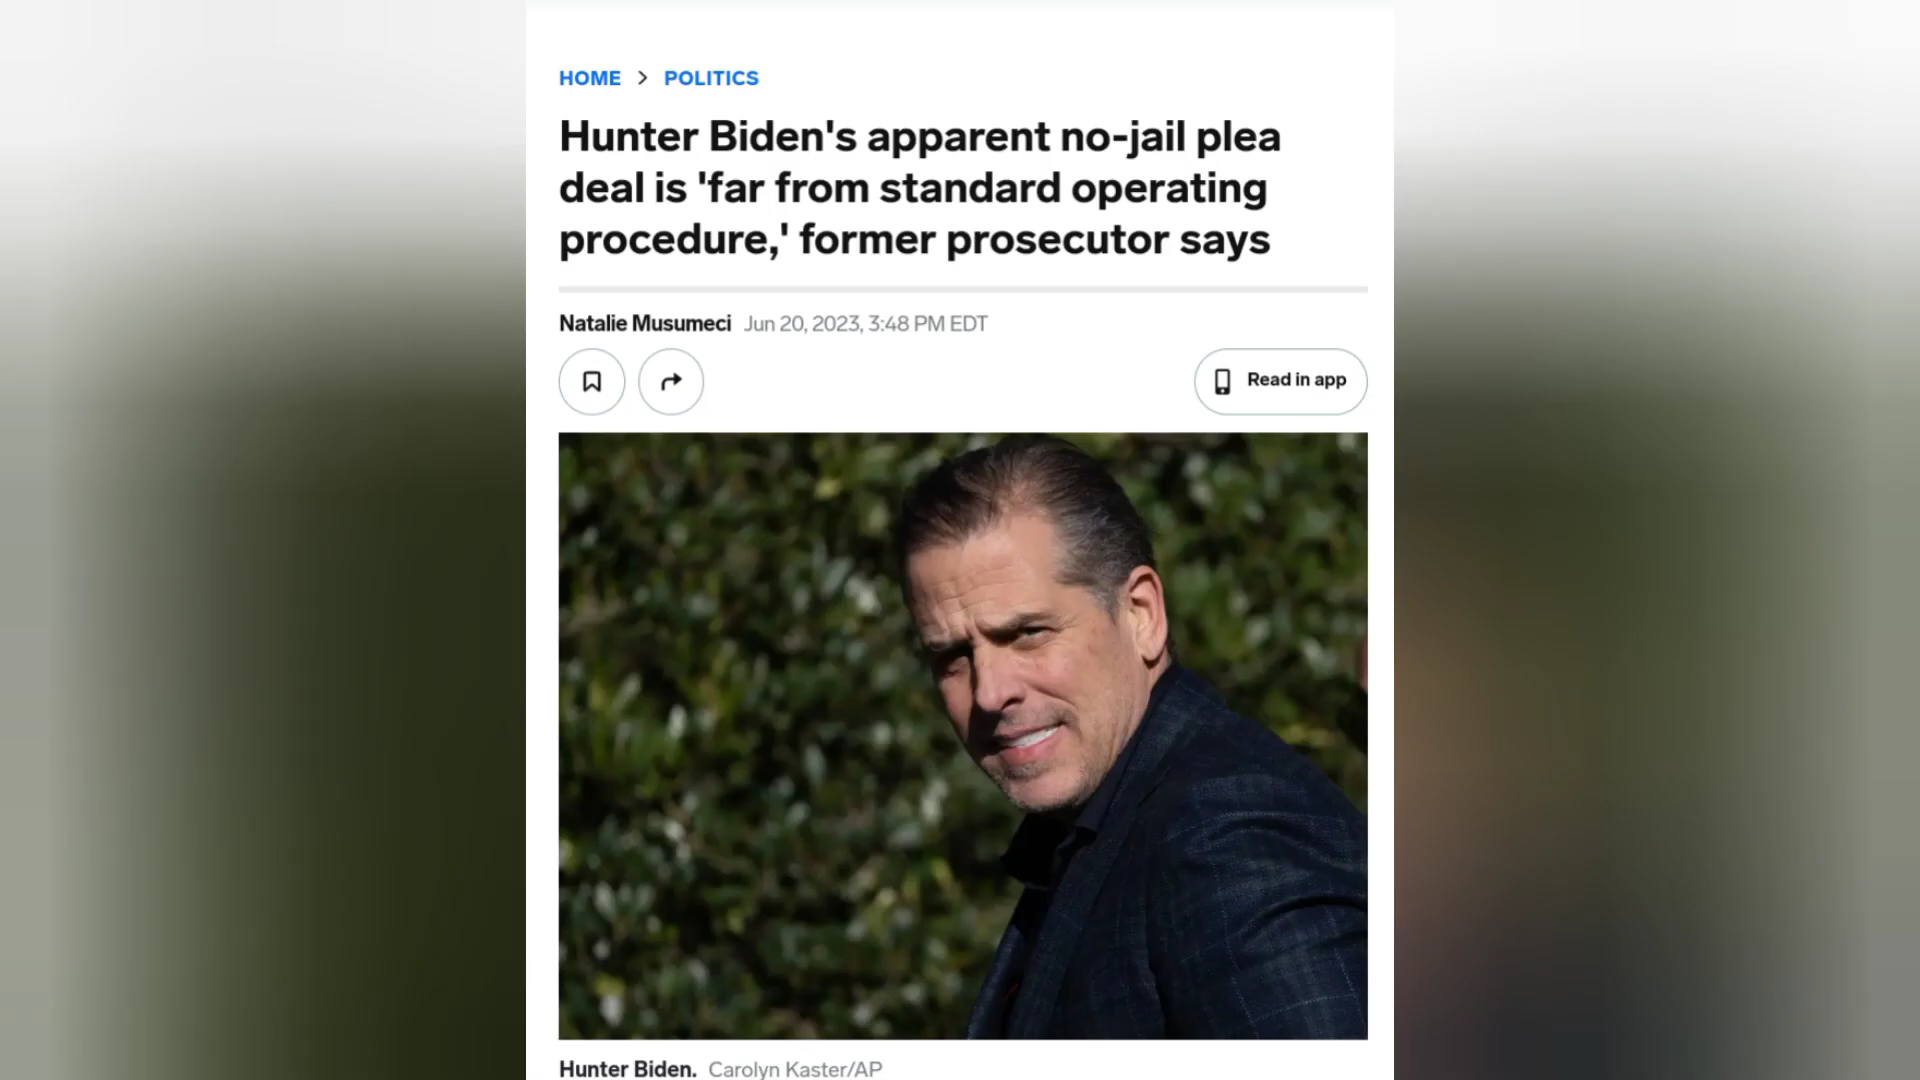 HOME > POLITICS
Hunter Biden's apparent no-jail plea
deal is 'far from standard operating
procedure,' former prosecutor says
Natalie Musumeci Jun 20, 2023, 3:48 PM EDT
Read in app
Hunter Biden. Carolyn Kaster/AP